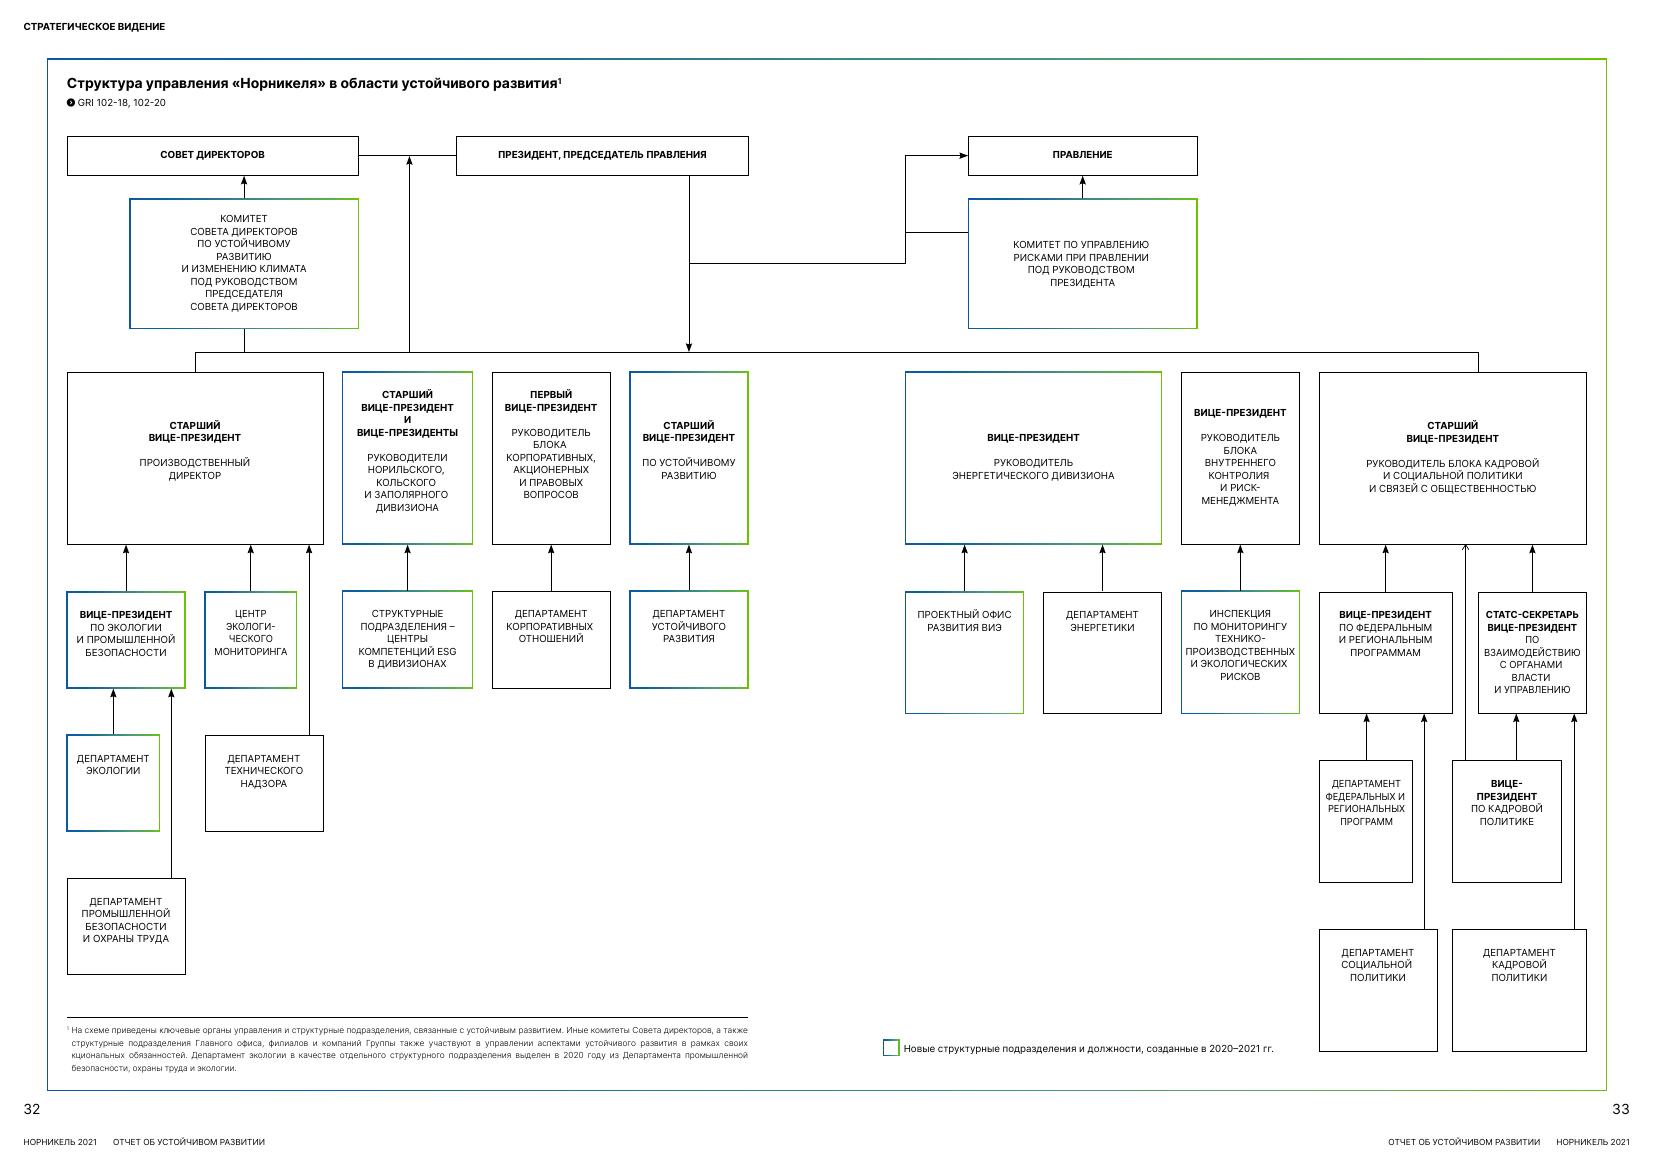 СТРАТЕГИЧЕСКОЕ ВИДЕНИЕ
Структура управления «Норникеля» в области устойчивого развития¹
GRI 102-18, 102-20
СОВЕТ ДИРЕКТОРОВ
ПРЕЗИДЕНТ, ПРЕДСЕДАТЕЛЬ ПРАВЛЕНИЯ
ПРАВЛЕНИЕ
КОМИТЕТ
СОВЕТА ДИРЕКТОРОВ
ПО УСТОЙЧИВОМУ
РАЗВИТИЮ
И ИЗМЕНЕНИЮ КЛИМАТА
ПОД РУКОВОДСТВОМ
ПРЕДСЕДАТЕЛЯ
СОВЕТА ДИРЕКТОРОВ
КОМИТЕТ ПО УПРАВЛЕНИЮ
РИСКАМИ ПРИ ПРАВЛЕНИИ
ПОД РУКОВОДСТВОМ
ПРЕЗИДЕНТА
СТАРШИЙ
ВИЦЕ-ПРЕЗИДЕНТ
ПРОИЗВОДСТВЕННЫЙ
ДИРЕКТОР
СТАРШИЙ
ВИЦЕ-ПРЕЗИДЕНТ
И
ВИЦЕ-ПРЕЗИДЕНТЫ
РУКОВОДИТЕЛИ
НОРИЛЬСКОГО,
КОЛЬСКОГО
И ЗАПОЛЯРНОГО
ДИВИЗИОНА
ПЕРВЫЙ
ВИЦЕ-ПРЕЗИДЕНТ
РУКОВОДИТЕЛЬ
БЛОКА
КОРПОРАТИВНЫХ,
АКЦИОНЕРНЫХ
И ПРАВОВЫХ
ВОПРОСОВ
СТАРШИЙ
ВИЦЕ-ПРЕЗИДЕНТ
ПО УСТОЙЧИВОМУ
РАЗВИТИЮ
ВИЦЕ-ПРЕЗИДЕНТ
РУКОВОДИТЕЛЬ
ЭНЕРГЕТИЧЕСКОГО ДИВИЗИОНА
ВИЦЕ-ПРЕЗИДЕНТ
РУКОВОДИТЕЛЬ
БЛОКА
ВНУТРЕННЕГО
КОНТРОЛИЯ
И РИСК-
МЕНЕДЖМЕНТА
СТАРШИЙ
ВИЦЕ-ПРЕЗИДЕНТ
РУКОВОДИТЕЛЬ БЛОКА КАДРОВОЙ
И СОЦИАЛЬНОЙ ПОЛИТИКИ
И СВЯЗЕЙ С ОБЩЕСТВЕННОСТЬЮ
ВИЦЕ-ПРЕЗИДЕНТ
ПО ЭКОЛОГИИ
И ПРОМЫШЛЕННОЙ
БЕЗОПАСНОСТИ
ЦЕНТР
ЭКОЛОГИ-
ЧЕСКОГО
МОНИТОРИНГА
СТРУКТУРНЫЕ
ПОДРАЗДЕЛЕНИЯ –
ЦЕНТРЫ
КОМПЕТЕНЦИЙ ESG
В ДИВИЗИОНАХ
ДЕПАРТАМЕНТ
КОРПОРАТИВНЫХ
ОТНОШЕНИЙ
ДЕПАРТАМЕНТ
УСТОЙЧИВОГО
РАЗВИТИЯ
ПРОЕКТНЫЙ ОФИС
РАЗВИТИЯ ВИЭ
ДЕПАРТАМЕНТ
ЭНЕРГЕТИКИ
ИНСПЕКЦИЯ
ПО МОНИТОРИНГУ
ТЕХНИКО-
ПРОИЗВОДСТВЕННЫХ
И ЭКОЛОГИЧЕСКИХ
РИСКОВ
ВИЦЕ-ПРЕЗИДЕНТ
ПО ФЕДЕРАЛЬНЫМ
И РЕГИОНАЛЬНЫМ
ПРОГРАММАМ
СТАТС-СЕКРЕТАРЬ
ВИЦЕ-ПРЕЗИДЕНТ
ПО
ВЗАИМОДЕЙСТВИЮ
С ОРГАНАМИ
ВЛАСТИ
И УПРАВЛЕНИЮ
ДЕПАРТАМЕНТ
ЭКОЛОГИИ
ДЕПАРТАМЕНТ
ТЕХНИЧЕСКОГО
НАДЗОРА
ДЕПАРТАМЕНТ
ФЕДЕРАЛЬНЫХ И
РЕГИОНАЛЬНЫХ
ПРОГРАММ
ВИЦЕ-
ПРЕЗИДЕНТ
ПО КАДРОВОЙ
ПОЛИТИКЕ
ДЕПАРТАМЕНТ
ПРОМЫШЛЕННОЙ
БЕЗОПАСНОСТИ
И ОХРАНЫ ТРУДА
ДЕПАРТАМЕНТ
СОЦИАЛЬНОЙ
ПОЛИТИКИ
ДЕПАРТАМЕНТ
КАДРОВОЙ
ПОЛИТИКИ
¹ На схеме приведены ключевые органы управления и структурные подразделения, связанные с устойчивым развитием. Иные комитеты Совета директоров, а также
структурные подразделения Главного офиса, филиалов и компаний Группы также участвуют в управлении аспектами устойчивого развития в рамках своих
кциональных обязанностей. Департамент экологии в качестве отдельного структурного подразделения выделен в 2020 году из Департамента промышленной
безопасности, охраны труда и экологии.
Новые структурные подразделения и должности, созданные в 2020–2021 гг.
32
33
НОРНИКЕЛЬ 2021 ОТЧЕТ ОБ УСТОЙЧИВОМ РАЗВИТИИ
ОТЧЕТ ОБ УСТОЙЧИВОМ РАЗВИТИИ НОРНИКЕЛЬ 2021